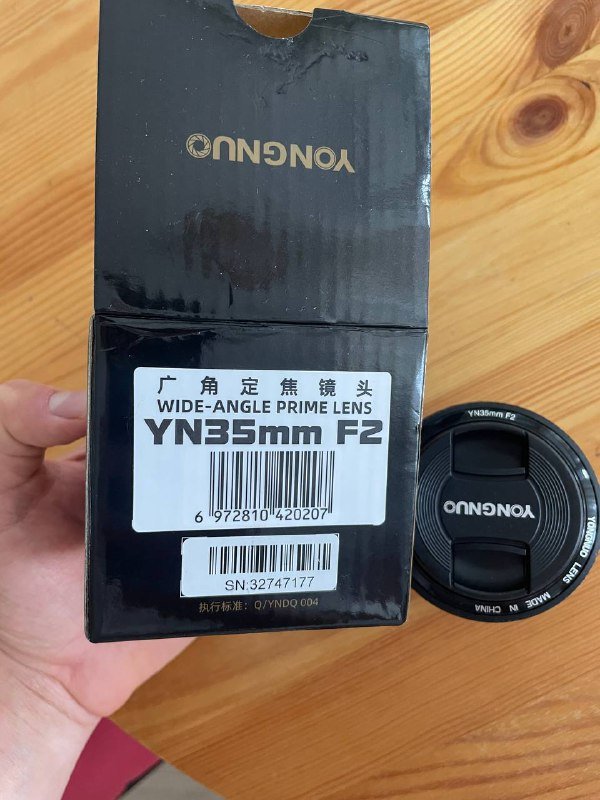 YONGNUO
广角定焦镜头
WIDE-ANGLE PRIME LENS
YN35mm F2
6 972810 420207
SN:32747177
执行标准：Q/YNDQ 004
YN35mm F2
YONGNUO
YONGNUO LENS
MADE IN CHINA